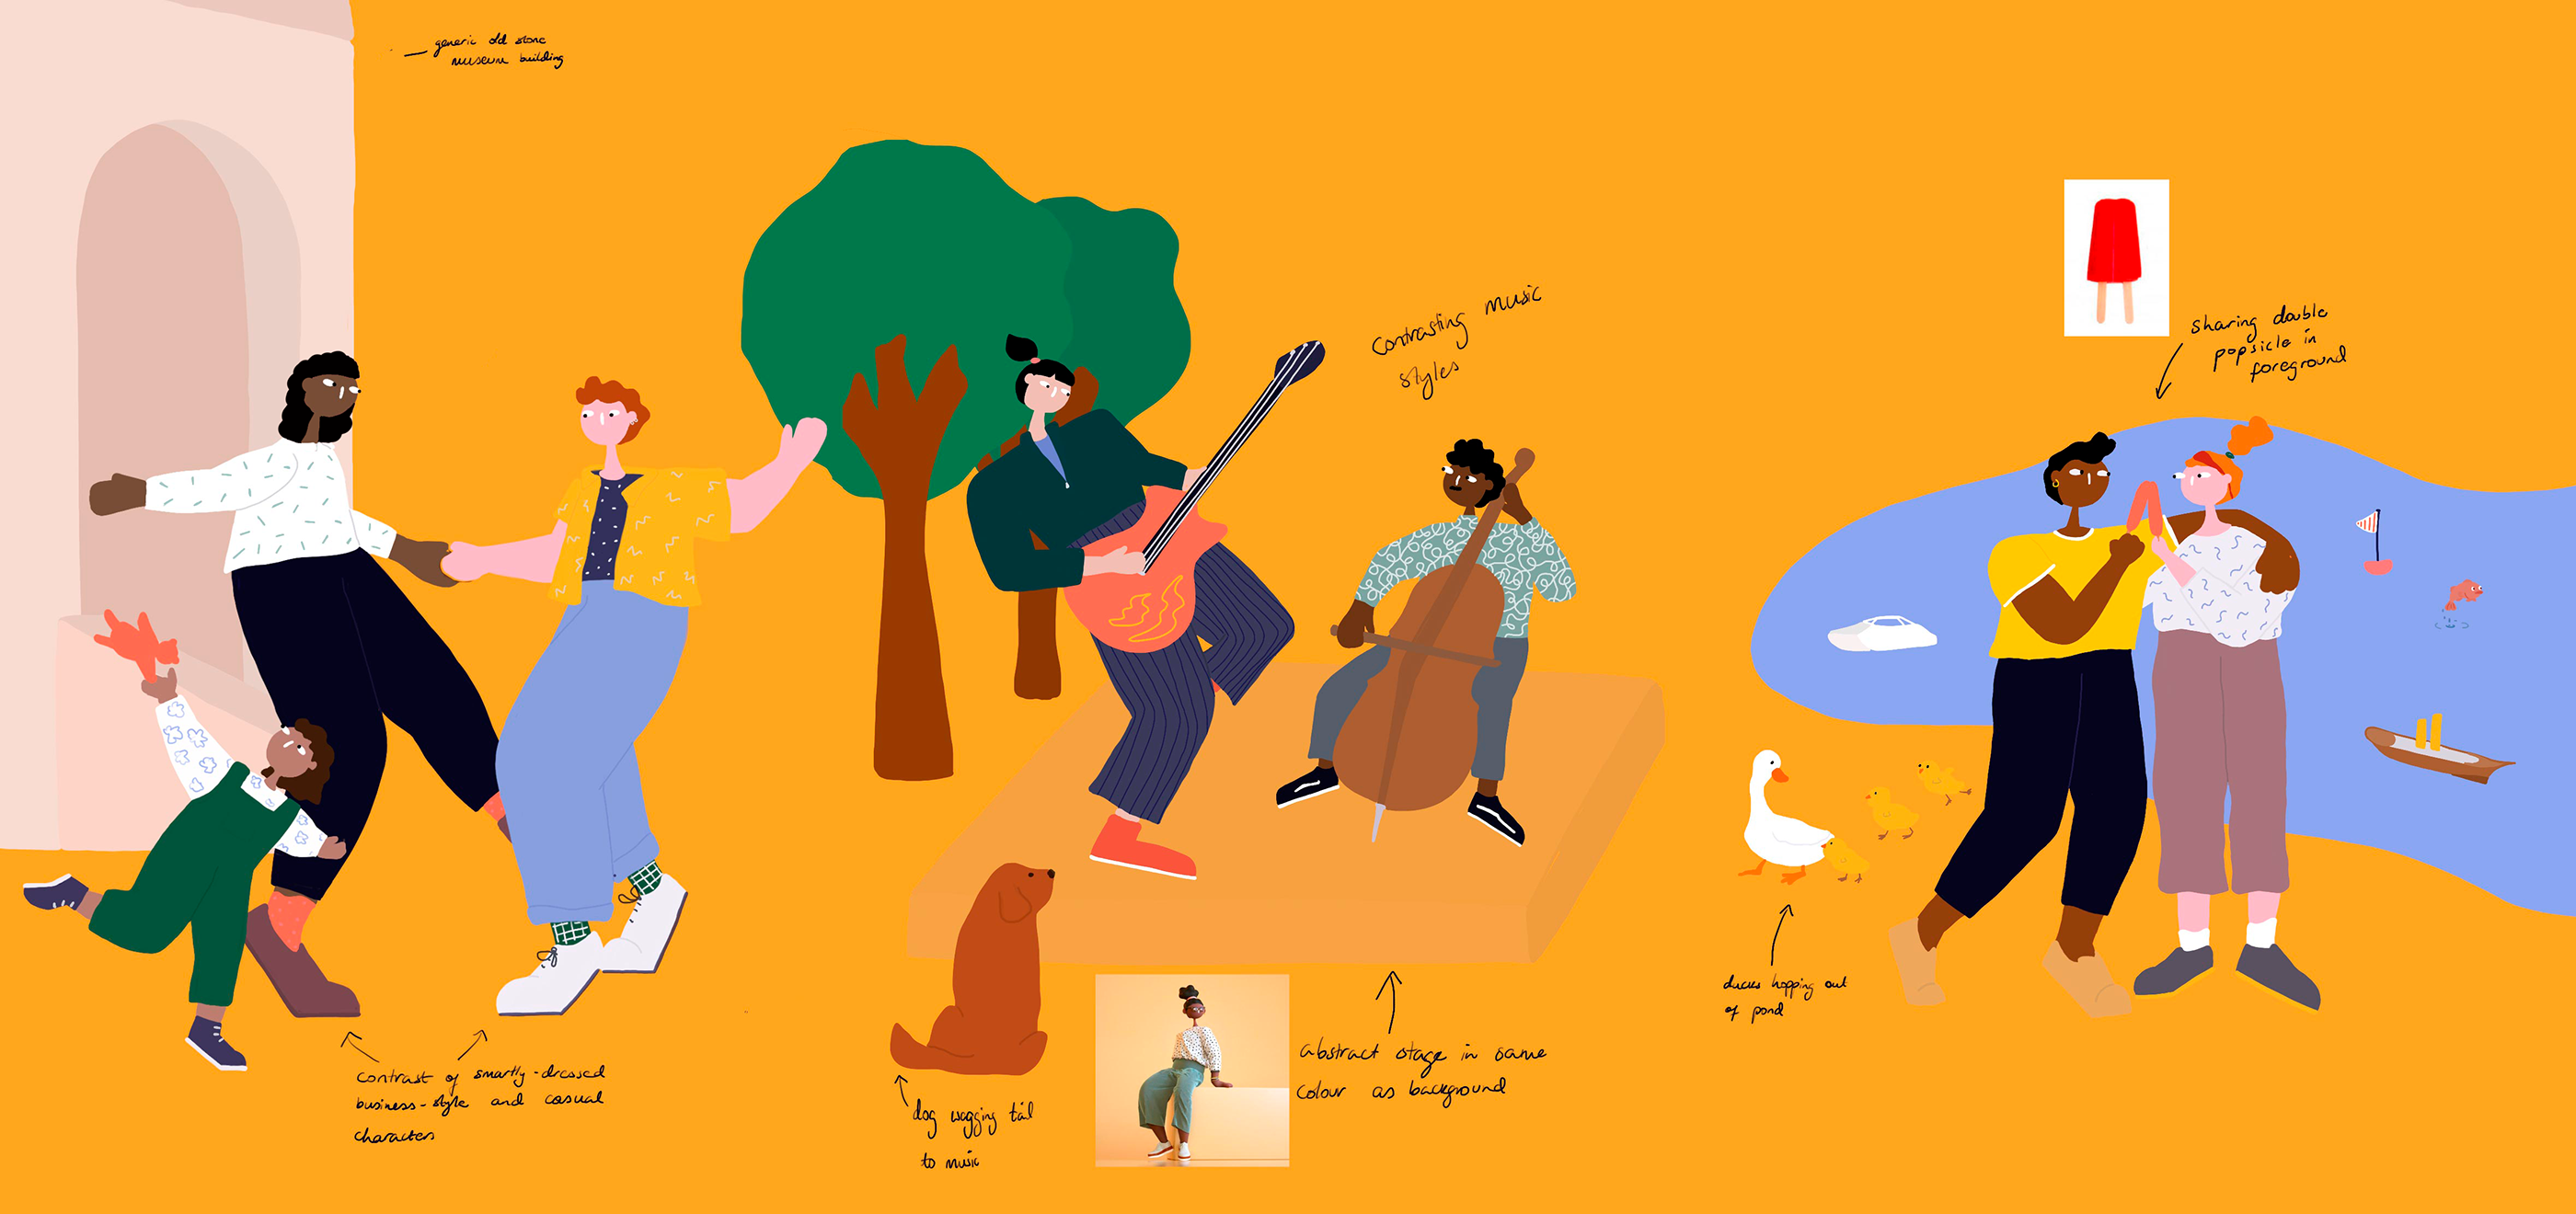 generic old stone
museum building
contrasting music
styles
sharing double
popsicle in
foreground
contrast of smartly-dressed
business-style and casual
characters
dog wagging tail
to music
abstract stage in same
colour as background
ducks hopping out
of pond